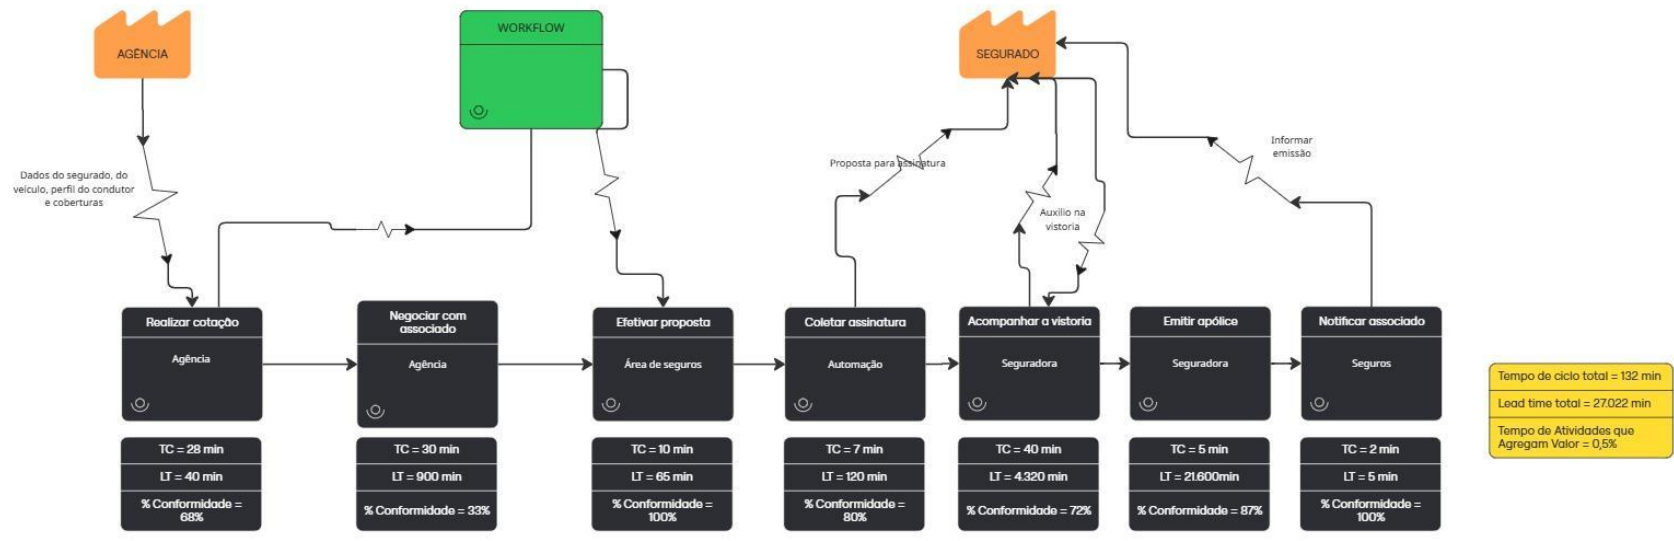 AGÊNCIA
WORKFLOW
SEGURADO
Dados do segurado, do
veículo, perfil do condutor
e coberturas
Proposta para assinatura
Auxilio na
vistoria
Informar
emissão
Realizar cotação
Agência
Negociar com
associado
Agência
Efetivar proposta
Área de seguros
Coletar assinatura
Automação
Acompanhar a vistoria
Seguradora
Emitir apólice
Seguradora
Notificar associado
Seguros
TC = 28 min
LT = 40 min
% Conformidade =
68%
TC = 30 min
LT = 900 min
% Conformidade = 33%
TC = 10 min
LT = 65 min
% Conformidade =
100%
TC = 7 min
LT = 120 min
% Conformidade =
80%
TC = 40 min
LT = 4.320 min
% Conformidade = 72%
TC = 5 min
LT = 21.600min
% Conformidade = 87%
TC = 2 min
LT = 5 min
% Conformidade =
100%
Tempo de ciclo total = 132 min
Lead time total = 27.022 min
Tempo de Atividades que
Agregam Valor = 0,5%